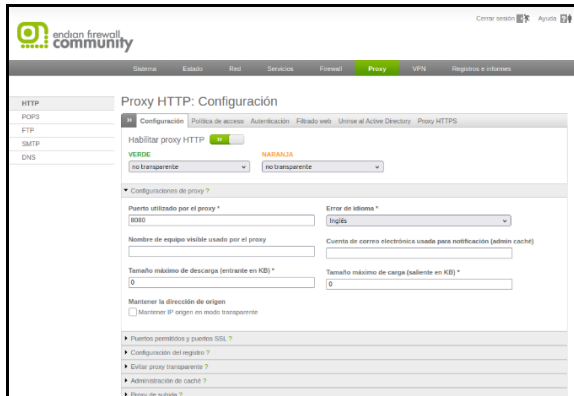 Cerrar sesión Ayuda
endian firewall
community
Sistema Estado Red Servicios Firewall Proxy VPN Registros e informes
HTTP
POP3
FTP
SMTP
DNS
Proxy HTTP: Configuración
Configuración Política de acceso Autenticación Filtrado web Unirse al Active Directory Proxy HTTPS
Habilitar proxy HTTP
VERDE NARANJA
no transparente no transparente
Configuraciones de proxy ?
Puerto utilizado por el proxy * Error de idioma *
8080 Inglés
Nombre de equipo visible usado por el proxy Cuenta de correo electrónica usada para notificación (admin caché)
Tamaño máximo de descarga (entrante en KB) * Tamaño máximo de carga (saliente en KB) *
0 0
Mantener la dirección de origen
Mantener IP origen en modo transparente
Puertos permitidos y puertos SSL ?
Configuración del registro ?
Evitar proxy transparente ?
Administración de caché ?
Proxy de subida ?